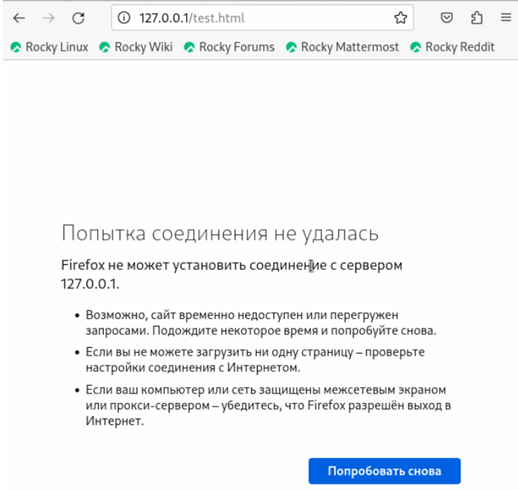 127.0.0.1/test.html
Rocky Linux Rocky Wiki Rocky Forums Rocky Mattermost Rocky Reddit
Попытка соединения не удалась
Firefox не может установить соединение с сервером
127.0.0.1.
• Возможно, сайт временно недоступен или перегружен
запросами. Подождите некоторое время и попробуйте снова.
• Если вы не можете загрузить ни одну страницу – проверьте
настройки соединения с Интернетом.
• Если ваш компьютер или сеть защищены межсетевым экраном
или прокси-сервером – убедитесь, что Firefox разрешён выход в
Интернет.
Попробовать снова